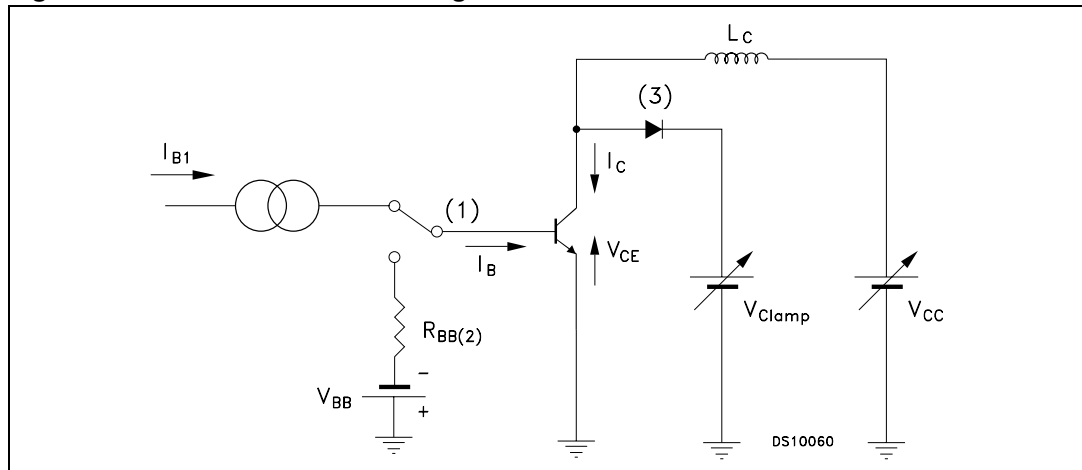 L_C
(3)
I_B1
I_C
(1)
I_B
V_CE
R_BB(2)
V_Clamp
V_CC
-
V_BB
+
DS10060